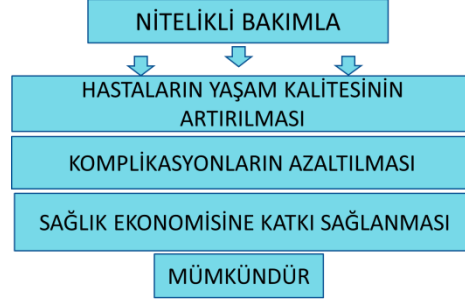 NİTELİKLİ BAKIMLA
HASTALARIN YAŞAM KALİTESİNİN
ARTIRILMASI
KOMPLİKASYONLARIN AZALTILMASI
SAĞLIK EKONOMİSİNE KATKI SAĞLANMASI
MÜMKÜNDÜR